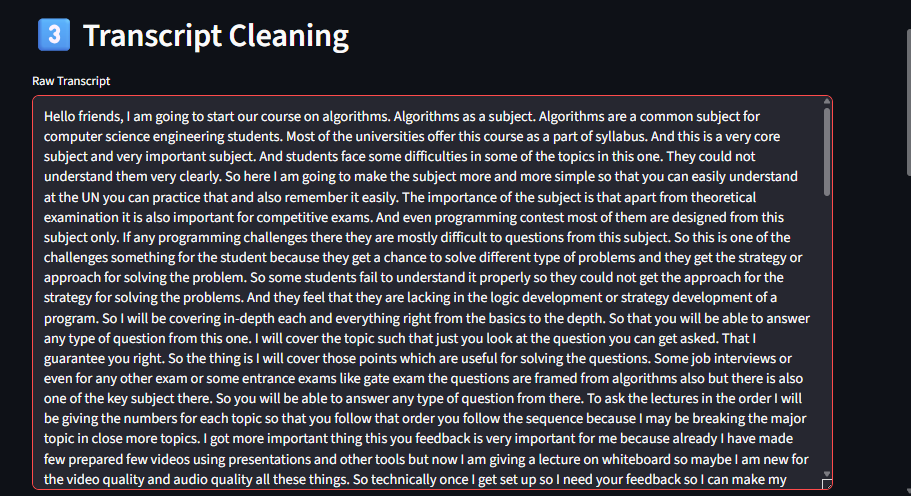 3 Transcript Cleaning
Raw Transcript
Hello friends, I am going to start our course on algorithms. Algorithms as a subject. Algorithms are a common subject for
computer science engineering students. Most of the universities offer this course as a part of syllabus. And this is a very core
subject and very important subject. And students face some difficulties in some of the topics in this one. They could not
understand them very clearly. So here I am going to make the subject more and more simple so that you can easily understand
at the UN you can practice that and also remember it easily. The importance of the subject is that apart from theoretical
examination it is also important for competitive exams. And even programming contest most of them are designed from this
subject only. If any programming challenges there they are mostly difficult to questions from this subject. So this is one of the
challenges something for the student because they get a chance to solve different type of problems and they get the strategy or
approach for solving the problem. So some students fail to understand it properly so they could not get the approach for the
strategy for solving the problems. And they feel that they are lacking in the logic development or strategy development of a
program. So I will be covering in-depth each and everything right from the basics to the depth. So that you will be able to answer
any type of question from this one. I will cover the topic such that just you look at the question you can get asked. That I
guarantee you right. So the thing is I will cover those points which are useful for solving the questions. Some job interviews or
even for any other exam or some entrance exams like gate exam the questions are framed from algorithms also but there is also
one of the key subject there. So you will be able to answer any type of question from there. To ask the lectures in the order I will
be giving the numbers for each topic so that you follow that order you follow the sequence because I may be breaking the major
topic in close more topics. I got more important thing this you feedback is very important for me because already I have made
few prepared few videos using presentations and other tools but now I am giving a lecture on whiteboard so maybe I am new for
the video quality and audio quality all these things. So technically once I get set up so I need your feedback so I can make my